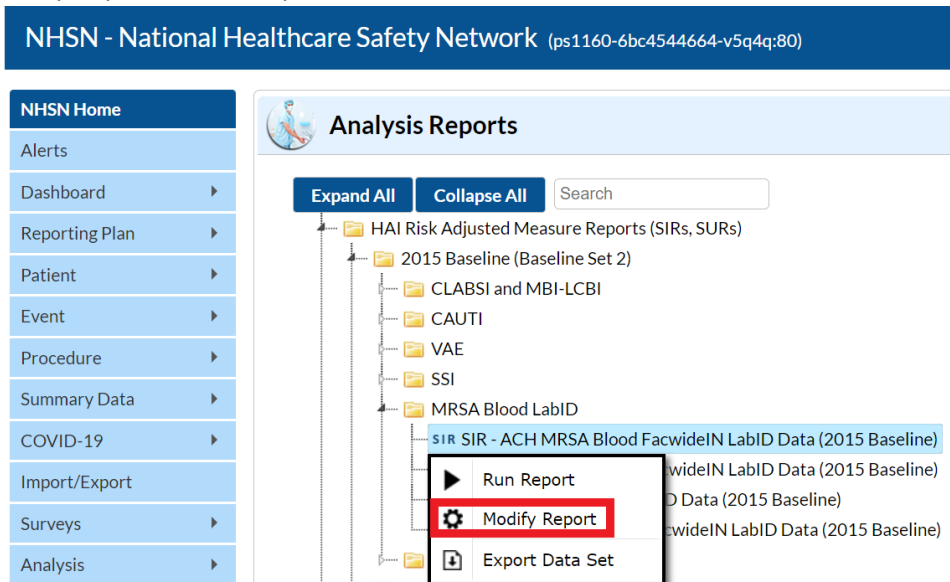 NHSN - National Healthcare Safety Network (ps1160-6bc4544664-v5q4q:80)
NHSN Home
Alerts
Dashboard
Reporting Plan
Patient
Event
Procedure
Summary Data
COVID-19
Import/Export
Surveys
Analysis
Analysis Reports
Expand All Collapse All Search
HAI Risk Adjusted Measure Reports (SIRs, SURs)
2015 Baseline (Baseline Set 2)
CLABSI and MBI-LCBI
CAUTI
VAE
SSI
MRSA Blood LabID
SIR SIR - ACH MRSA Blood FacwideIN LabID Data (2015 Baseline)
wideIN LabID Data (2015 Baseline)
D Data (2015 Baseline)
cwideIN LabID Data (2015 Baseline)
Run Report
Modify Report
Export Data Set